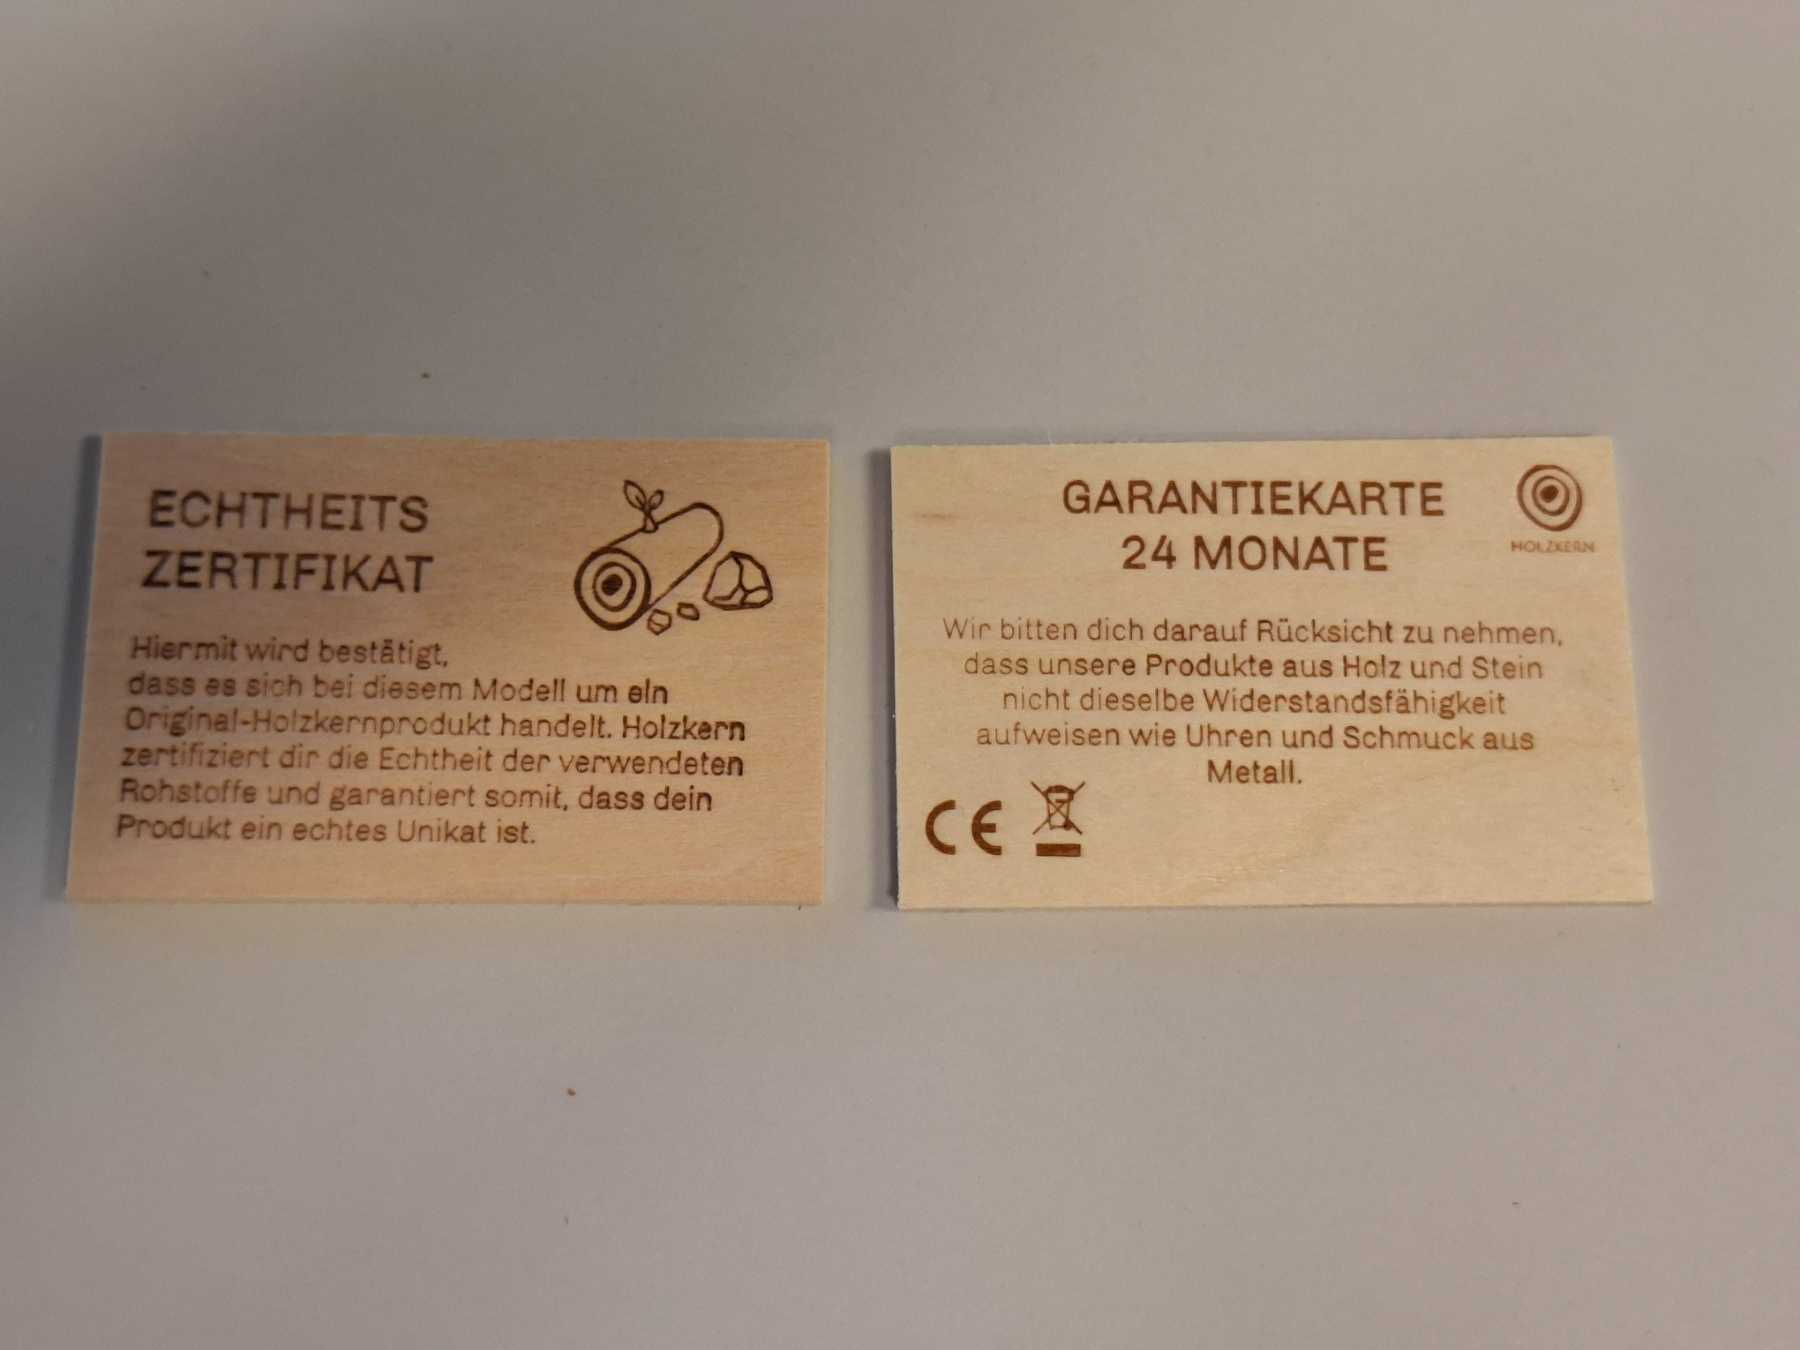 ECHTHEITS
ZERTIFIKAT
Hiermit wird bestätigt,
dass es sich bei diesem Modell um ein
Original-Holzkernprodukt handelt. Holzkern
zertifiziert dir die Echtheit der verwendeten
Rohstoffe und garantiert somit, dass dein
Produkt ein echtes Unikat ist.
GARANTIEKARTE
24 MONATE
HOLZKERN
Wir bitten dich darauf Rücksicht zu nehmen,
dass unsere Produkte aus Holz und Stein
nicht dieselbe Widerstandsfähigkeit
aufweisen wie Uhren und Schmuck aus
Metall.
CE